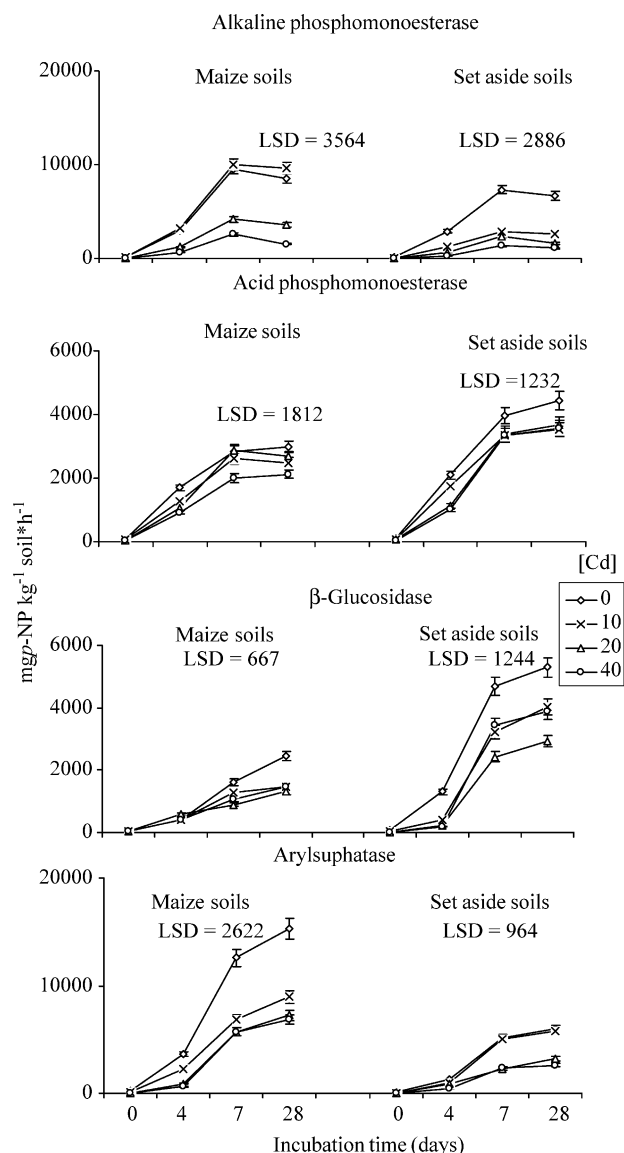 Alkaline phosphomonoesterase
20000
Maize soils
Set aside soils
LSD = 3564
LSD = 2886
10000
0
Acid phosphomonoesterase
Maize soils
Set aside soils
6000
LSD =1232
LSD = 1812
4000
2000
0
[Cd]
0
10
20
40
β-Glucosidase
Maize soils
Set aside soils
6000
LSD = 667
LSD = 1244
4000
2000
0
Arylsuphatase
20000
Maize soils
Set aside soils
LSD = 2622
LSD = 964
10000
0
0 4 7 28
0 4 7 28
Incubation time (days)
mgp-NP kg⁻¹ soil*h⁻¹